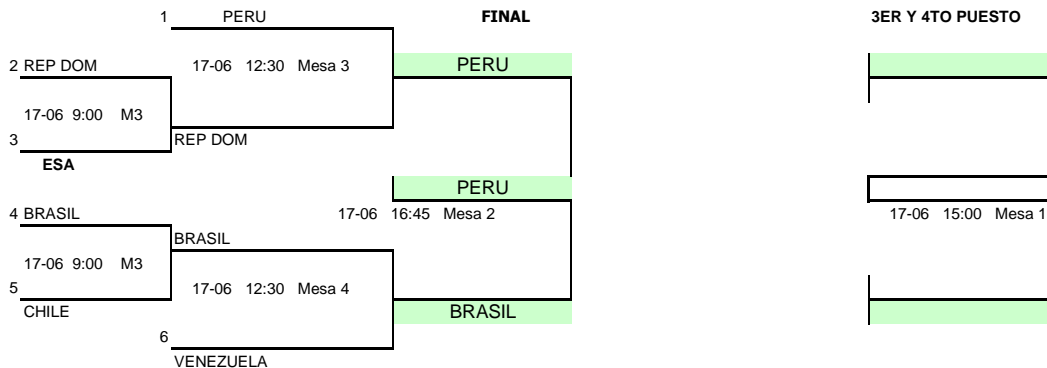 1 PERU FINAL 3ER Y 4TO PUESTO
2 REP DOM 17-06 12:30 Mesa 3 PERU
17-06 9:00 M3
3 REP DOM
ESA
PERU
4 BRASIL 17-06 16:45 Mesa 2 17-06 15:00 Mesa 1
BRASIL
17-06 9:00 M3
5 17-06 12:30 Mesa 4
CHILE BRASIL
6
VENEZUELA